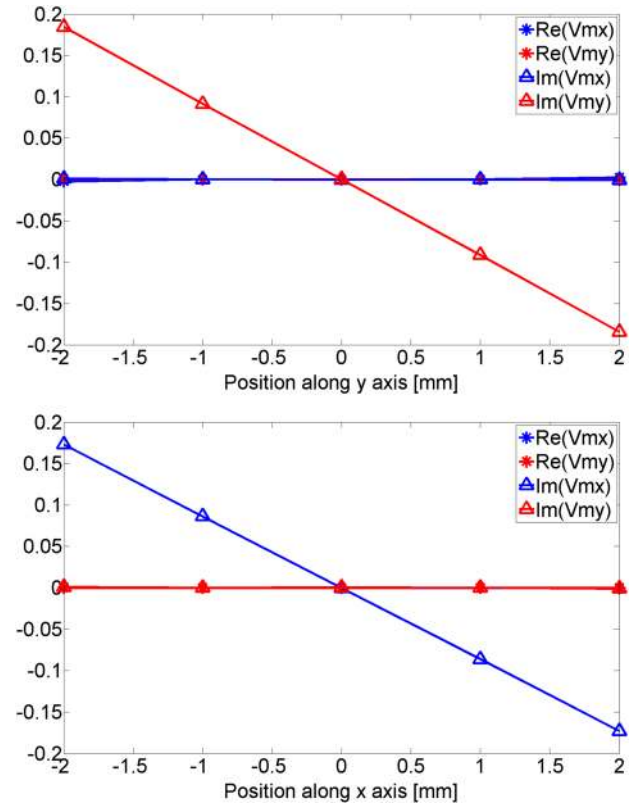 0.2
0.15
0.1
0.05
0
-0.05
-0.1
-0.15
-0.2
Re(Vmx)
Re(Vmy)
Im(Vmx)
Im(Vmy)
-2 -1 -0.5 0 0.5 1 1.5 2
Position along y axis [mm]
0.2
0.15
0.1
0.05
0
-0.05
-0.1
-0.15
-0.2
Re(Vmx)
Re(Vmy)
Im(Vmx)
Im(Vmy)
-2 -1 -0.5 0 0.5 1 1.5 2
Position along x axis [mm]